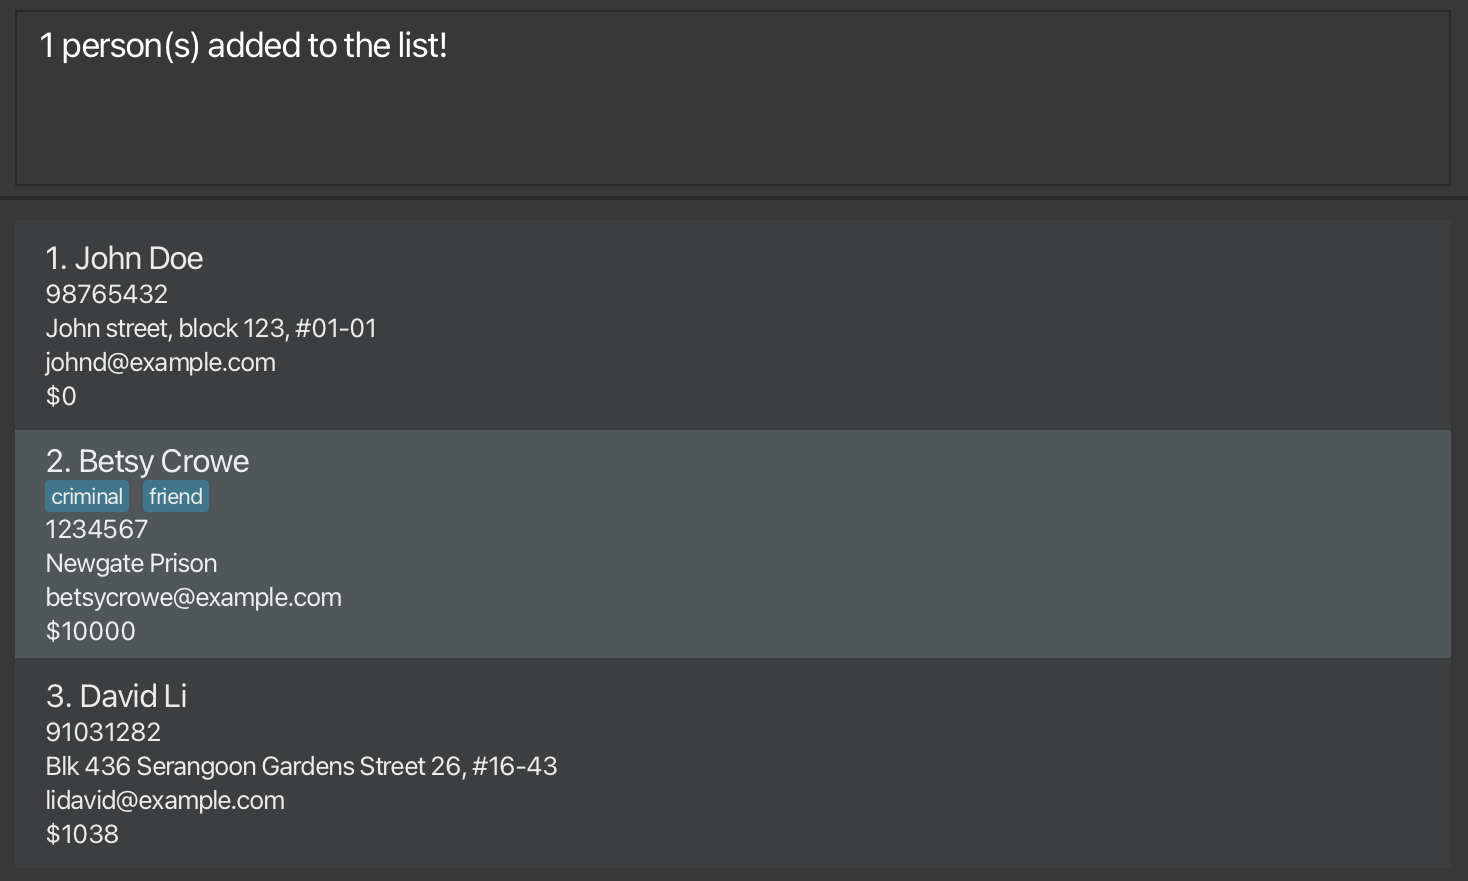 1 person(s) added to the list!
1. John Doe
98765432
John street, block 123, #01-01
johnd@example.com
$0
2. Betsy Crowe
criminal friend
1234567
Newgate Prison
betsycrowe@example.com
$10000
3. David Li
91031282
Blk 436 Serangoon Gardens Street 26, #16-43
lidavid@example.com
$1038